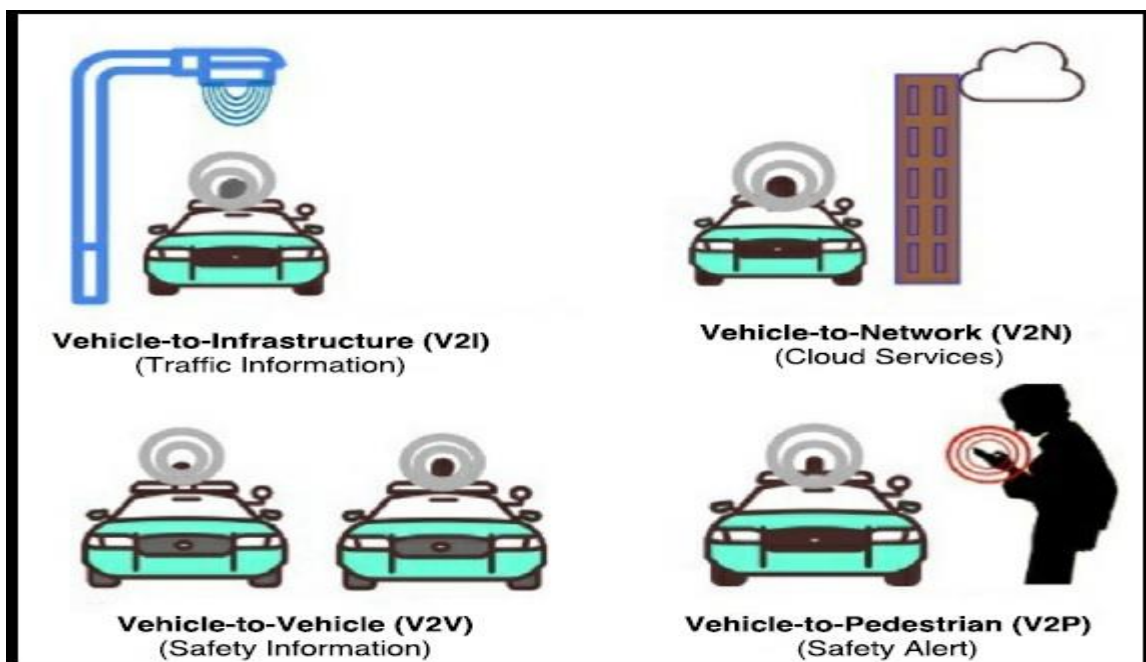 Vehicle-to-Infrastructure (V2I)
(Traffic Information)
Vehicle-to-Network (V2N)
(Cloud Services)
Vehicle-to-Vehicle (V2V)
(Safety Information)
Vehicle-to-Pedestrian (V2P)
(Safety Alert)